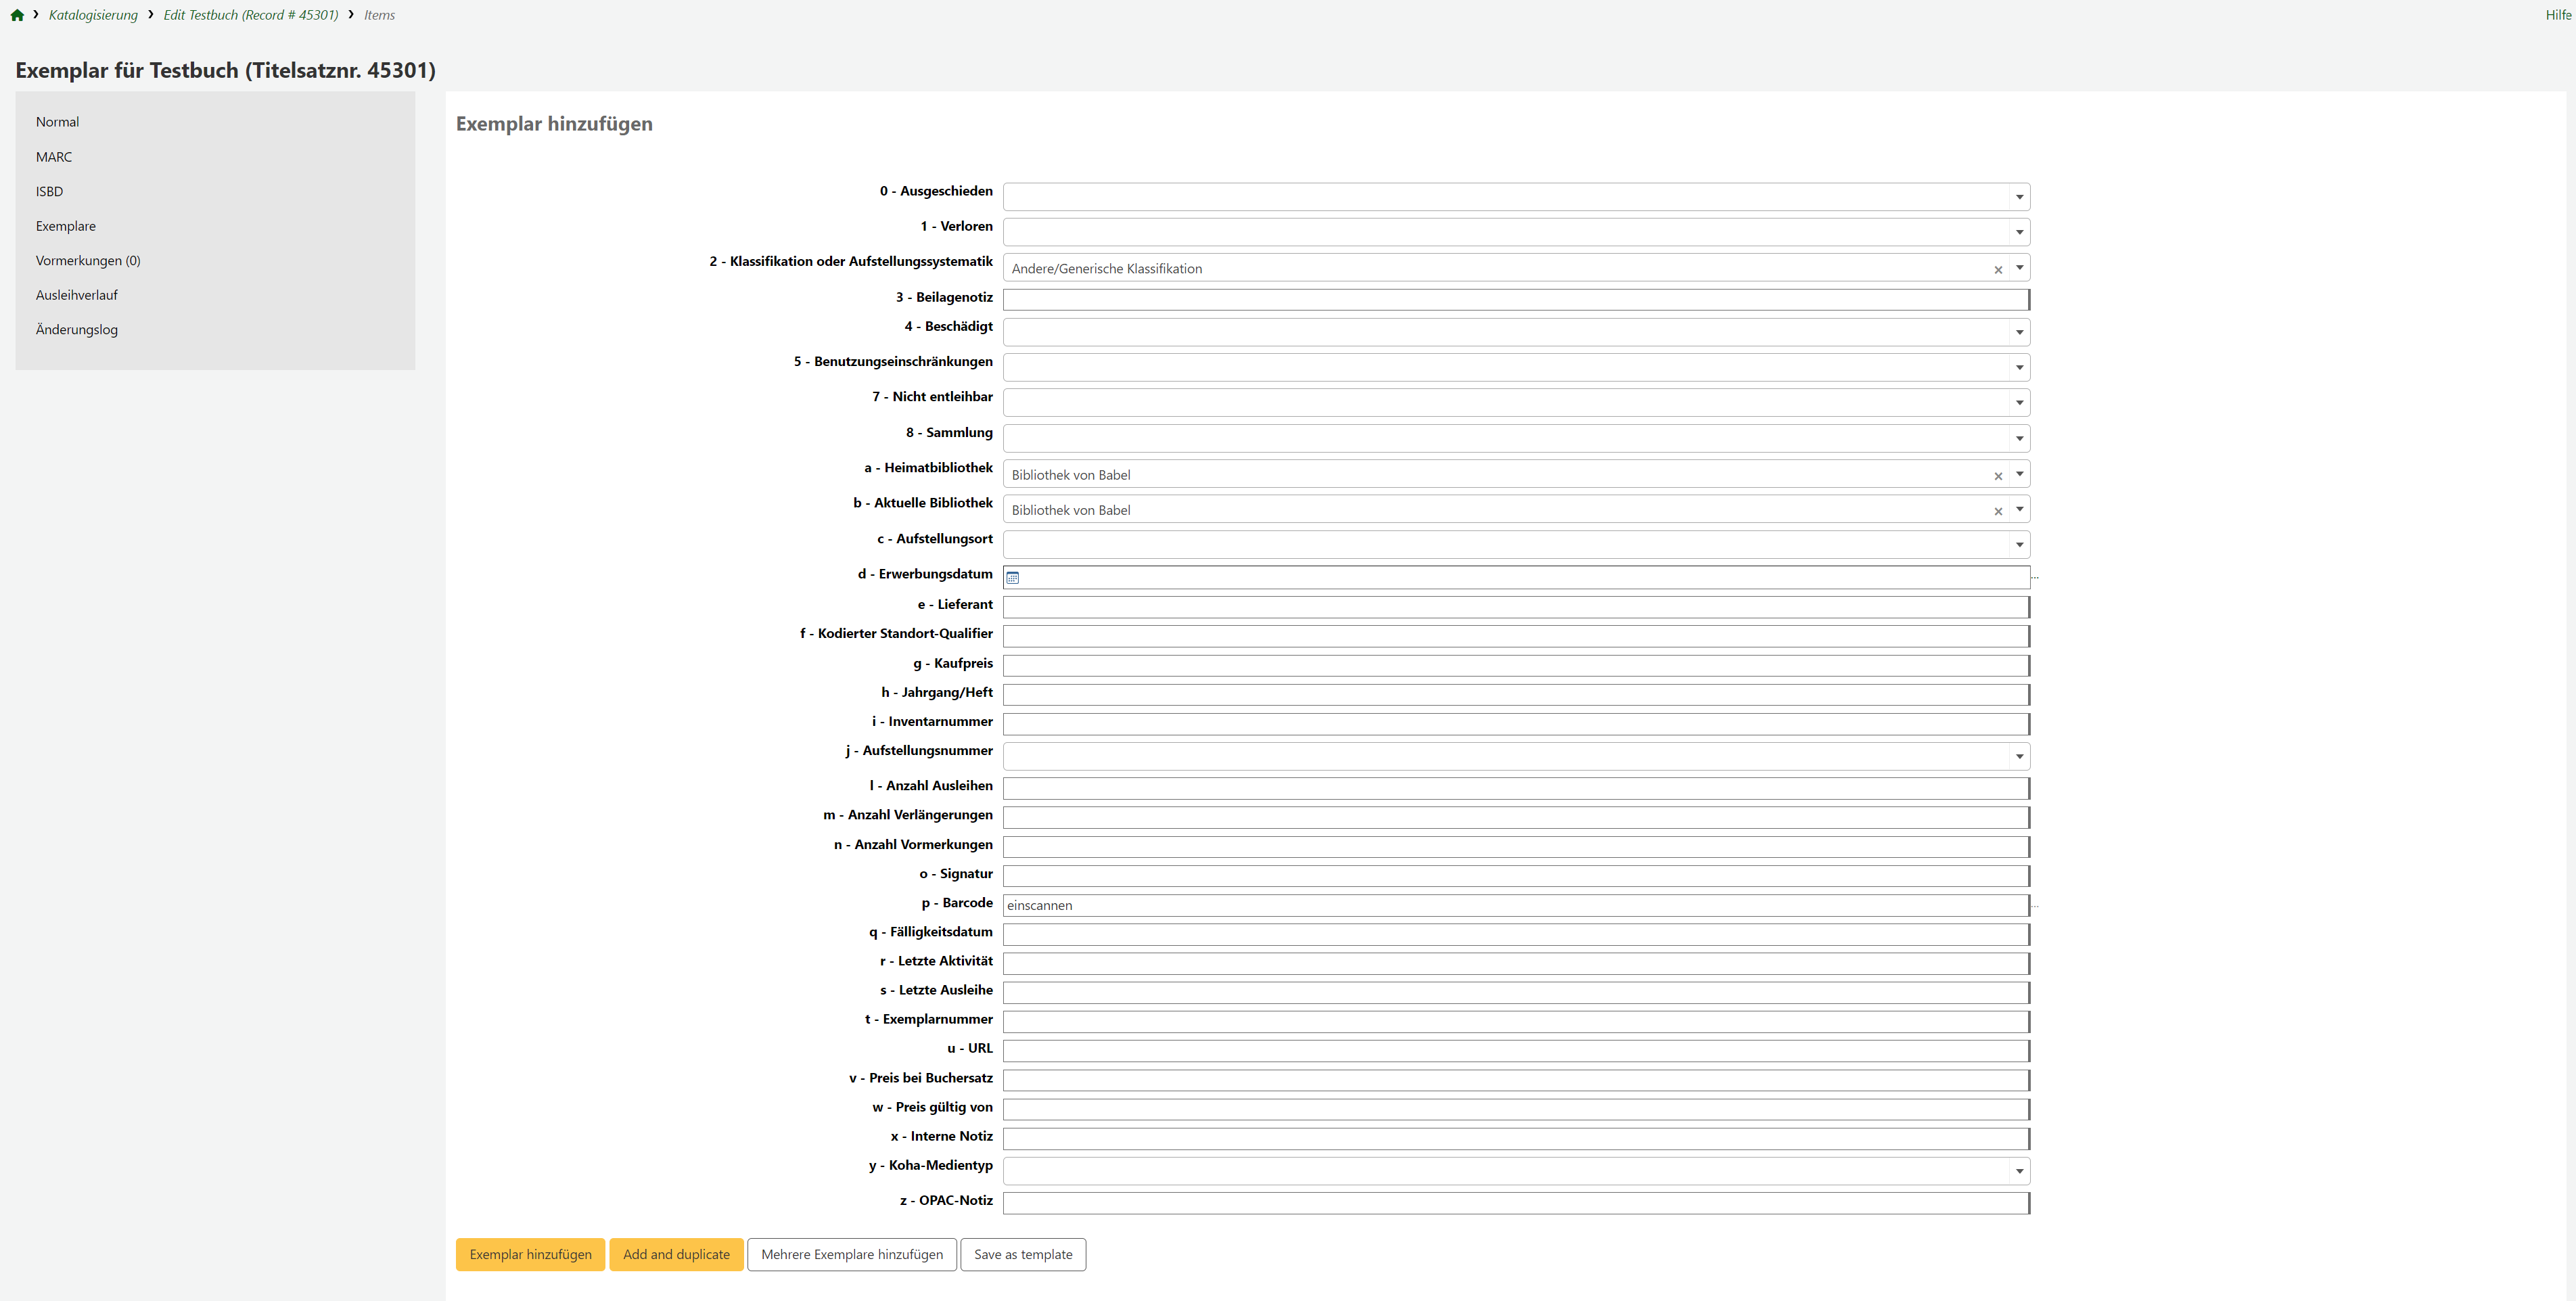 Katalogisierung Edit Testbuch (Record # 45301) Items Hilfe
Exemplar für Testbuch (Titelsatznr. 45301)
Normal
MARC
ISBD
Exemplare
Vormerkungen (0)
Ausleihverlauf
Änderungslog
Exemplar hinzufügen
0 - Ausgeschieden
1 - Verloren
2 - Klassifikation oder Aufstellungssystematik Andere/Generische Klassifikation ×
3 - Beilagenotiz
4 - Beschädigt
5 - Benutzungseinschränkungen
7 - Nicht entleihbar
8 - Sammlung
a - Heimatbibliothek Bibliothek von Babel ×
b - Aktuelle Bibliothek Bibliothek von Babel ×
c - Aufstellungsort
d - Erwerbungsdatum ...
e - Lieferant
f - Kodierter Standort-Qualifier
g - Kaufpreis
h - Jahrgang/Heft
i - Inventarnummer
j - Aufstellungsnummer
l - Anzahl Ausleihen
m - Anzahl Verlängerungen
n - Anzahl Vormerkungen
o - Signatur
p - Barcode einscannen ...
q - Fälligkeitsdatum
r - Letzte Aktivität
s - Letzte Ausleihe
t - Exemplarnummer
u - URL
v - Preis bei Buchersatz
w - Preis gültig von
x - Interne Notiz
y - Koha-Medientyp
z - OPAC-Notiz
Exemplar hinzufügen Add and duplicate Mehrere Exemplare hinzufügen Save as template